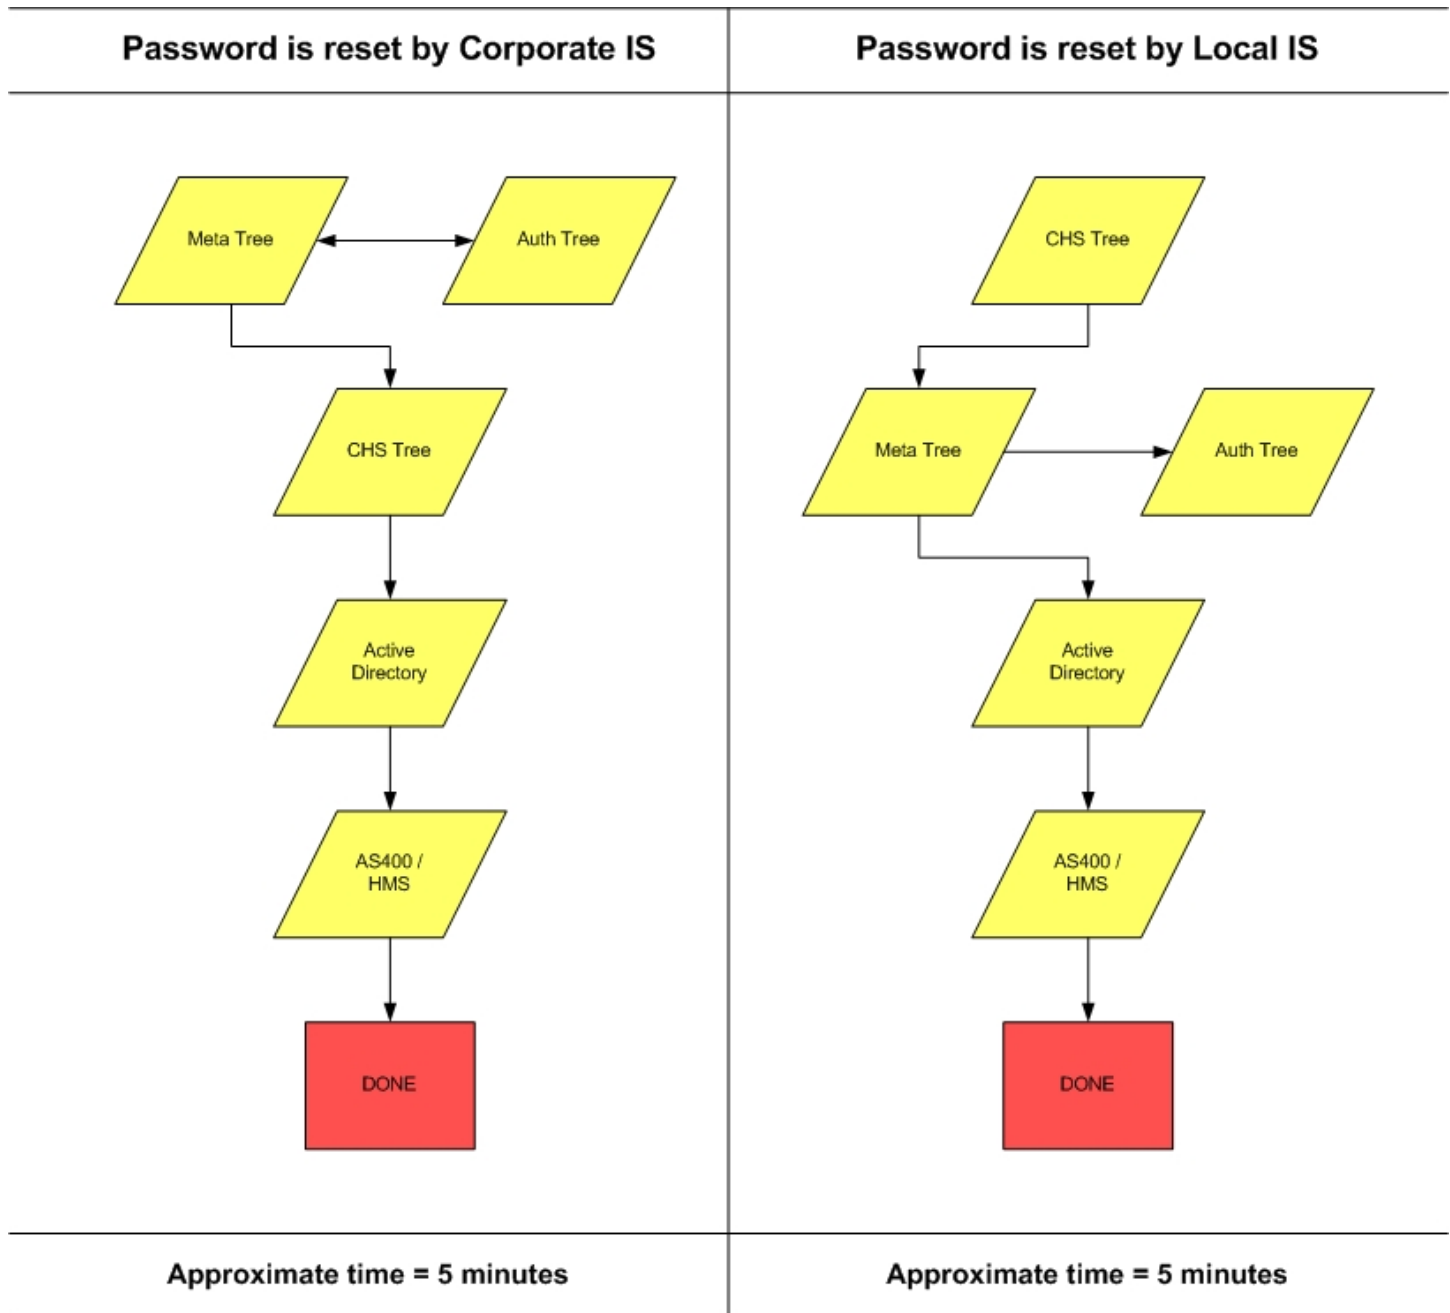 Password is reset by Corporate IS
Meta Tree
Auth Tree
CHS Tree
Active
Directory
AS400 /
HMS
DONE
Approximate time = 5 minutes
Password is reset by Local IS
CHS Tree
Meta Tree
Auth Tree
Active
Directory
AS400 /
HMS
DONE
Approximate time = 5 minutes